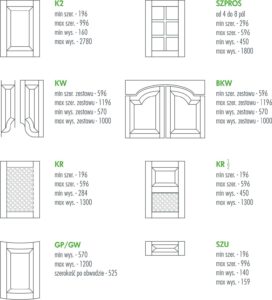 K2
min szer. - 196
max szer. - 996
min wys. - 160
max wys. - 2780
SZPROS
od 4 do 8 pól
min szer. - 296
max szer. - 596
min wys. - 450
max wys. - 1800
KW
min szer. zestawu - 596
max szer. zestawu - 1196
min wys. zestawu - 570
max wys. zestawu - 1000
BKW
min szer. zestawu - 596
max szer. zestawu - 1196
min wys. zestawu - 570
max wys. zestawu - 1000
KR
min szer. - 196
max szer. - 596
min wys. - 284
max wys. - 1300
KR ½
min szer. - 196
max szer. - 596
min wys. - 450
max wys. - 1300
GP/GW
min wys. - 570
max wys. - 1200
szerokość po obwodzie - 525
SZU
min szer. - 196
max szer. - 996
min wys. - 140
max wys. - 159